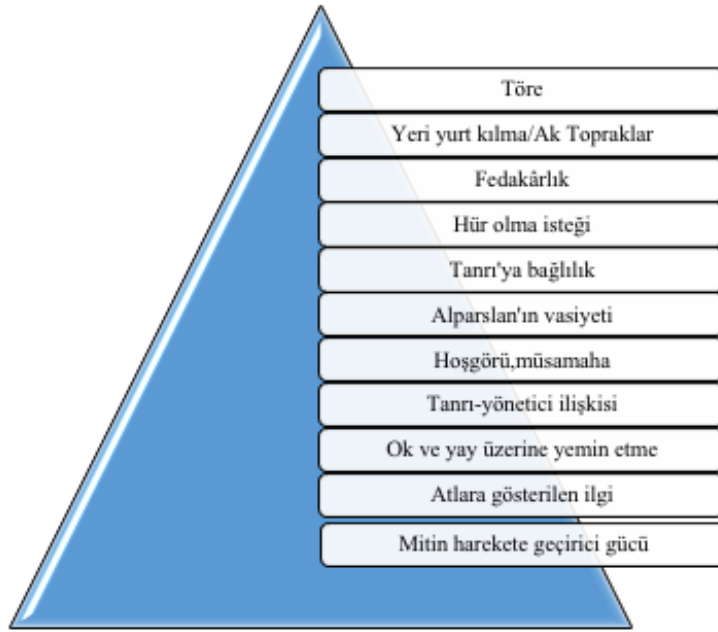 Töre
Yeri yurt kılma/Ak Topraklar
Fedakârlık
Hür olma isteği
Tanrı'ya bağlılık
Alparslan'ın vasiyeti
Hoşgörü,müsamaha
Tanrı-yönetici ilişkisi
Ok ve yay üzerine yemin etme
Atlara gösterilen ilgi
Mitin harekete geçirici gücü